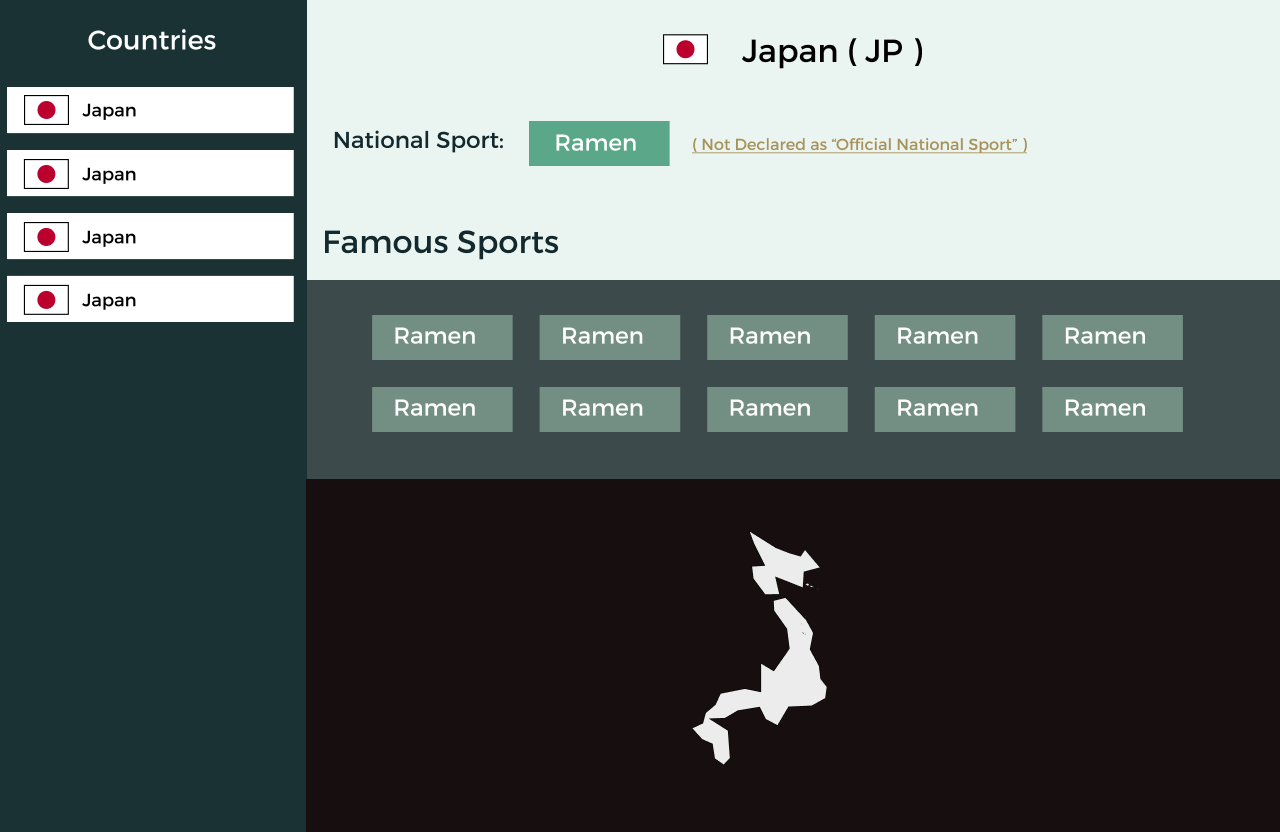 Countries
Japan
Japan
Japan
Japan
Japan ( JP )
National Sport: Ramen ( Not Declared as “Official National Sport” )
Famous Sports
Ramen Ramen Ramen Ramen Ramen
Ramen Ramen Ramen Ramen Ramen